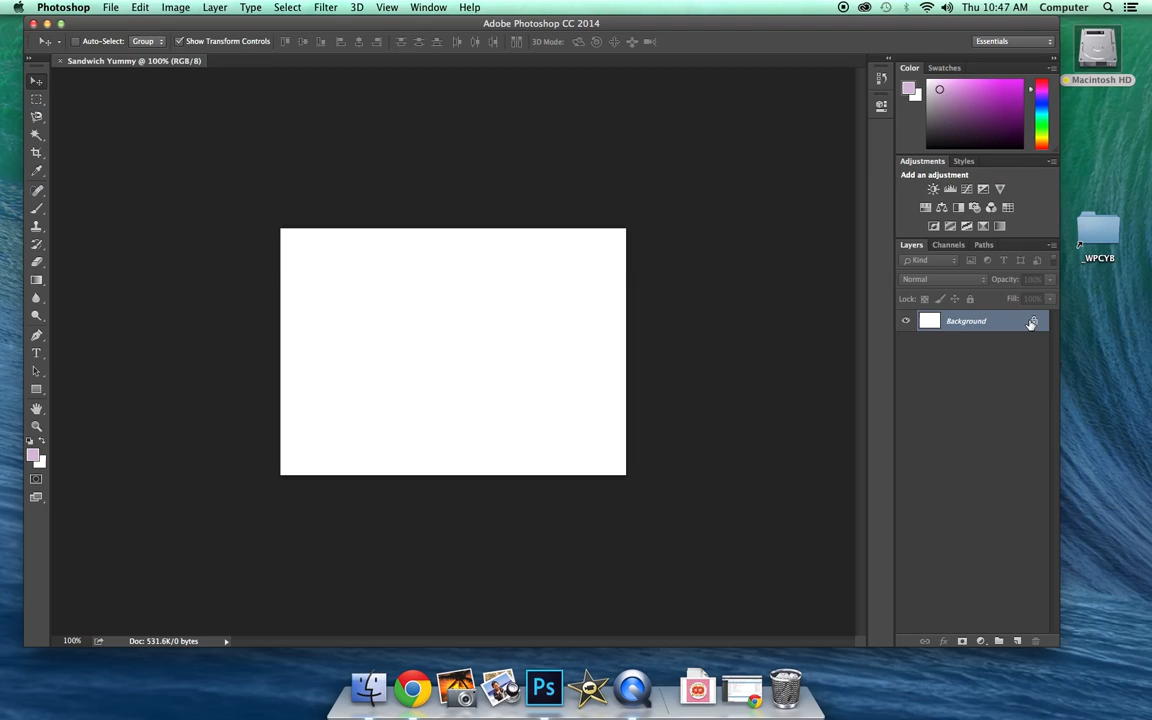 Photoshop File Edit Image Layer Type Select Filter 3D View Window Help Thu 10:47 AM Computer
Adobe Photoshop CC 2014
Auto-Select: Group Show Transform Controls 3D Mode: Essentials
× Sandwich Yummy @ 100% (RGB/8)
Color Swatches
Macintosh HD
Adjustments Styles
Add an adjustment
Layers Channels Paths
Kind
_WPCYB
Normal Opacity: 100%
Lock: Fill: 100%
Background
100% Doc: 531.6K/0 bytes
Ps